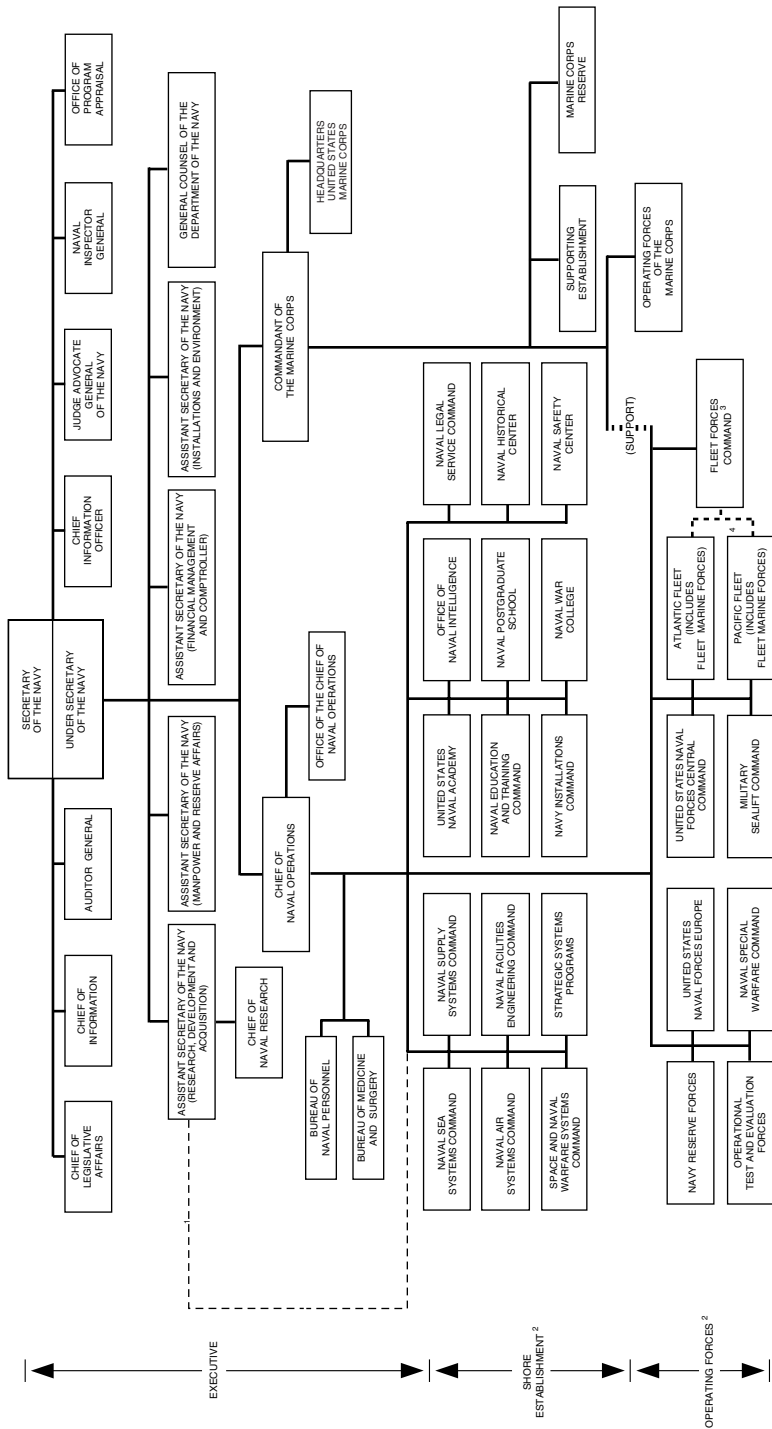 SECRETARY
OF THE NAVY
UNDER SECRETARY
OF THE NAVY
CHIEF OF
LEGISLATIVE
AFFAIRS
CHIEF OF
INFORMATION
AUDITOR GENERAL
CHIEF
INFORMATION
OFFICER
JUDGE ADVOCATE
GENERAL
OF THE NAVY
NAVAL
INSPECTOR
GENERAL
OFFICE OF
PROGRAM
APPRAISAL
ASSISTANT SECRETARY OF THE NAVY
(RESEARCH, DEVELOPMENT AND
ACQUISITION)
ASSISTANT SECRETARY OF THE NAVY
(MANPOWER AND RESERVE AFFAIRS)
ASSISTANT SECRETARY OF THE NAVY
(FINANCIAL MANAGEMENT
AND COMPTROLLER)
ASSISTANT SECRETARY OF THE NAVY
(INSTALLATIONS AND ENVIRONMENT)
GENERAL COUNSEL OF THE
DEPARTMENT OF THE NAVY
1
CHIEF OF
NAVAL RESEARCH
CHIEF OF
NAVAL OPERATIONS
COMMANDANT OF
THE MARINE CORPS
OFFICE OF THE CHIEF OF
NAVAL OPERATIONS
HEADQUARTERS
UNITED STATES
MARINE CORPS
BUREAU OF
NAVAL PERSONNEL
BUREAU OF MEDICINE
AND SURGERY
EXECUTIVE
NAVAL SEA
SYSTEMS COMMAND
NAVAL SUPPLY
SYSTEMS COMMAND
UNITED STATES
NAVAL ACADEMY
OFFICE OF
NAVAL INTELLIGENCE
NAVAL LEGAL
SERVICE COMMAND
NAVAL AIR
SYSTEMS COMMAND
NAVAL FACILITIES
ENGINEERING COMMAND
NAVAL EDUCATION
AND TRAINING
COMMAND
NAVAL POSTGRADUATE
SCHOOL
NAVAL HISTORICAL
CENTER
SPACE AND NAVAL
WARFARE SYSTEMS
COMMAND
STRATEGIC SYSTEMS
PROGRAMS
NAVY INSTALLATIONS
COMMAND
NAVAL WAR
COLLEGE
NAVAL SAFETY
CENTER
SUPPORTING
ESTABLISHMENT
MARINE CORPS
RESERVE
SHORE
ESTABLISHMENT 2
OPERATING FORCES
OF THE
MARINE CORPS
(SUPPORT)
NAVY RESERVE FORCES
UNITED STATES
NAVAL FORCES EUROPE
UNITED STATES NAVAL
FORCES CENTRAL
COMMAND
ATLANTIC FLEET
(INCLUDES
FLEET MARINE FORCES)
FLEET FORCES
COMMAND 3
4
OPERATIONAL
TEST AND EVALUATION
FORCES
NAVAL SPECIAL
WARFARE COMMAND
MILITARY
SEALIFT COMMAND
PACIFIC FLEET
(INCLUDES
FLEET MARINE FORCES)
OPERATING FORCES 2